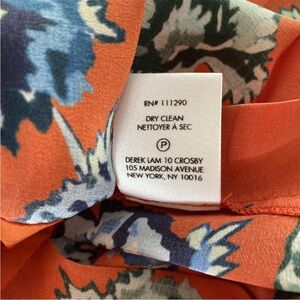 RN# 111290
DRY CLEAN
NETTOYER À SEC
P
DEREK LAM 10 CROSBY
105 MADISON AVENUE
NEW YORK, NY 10016